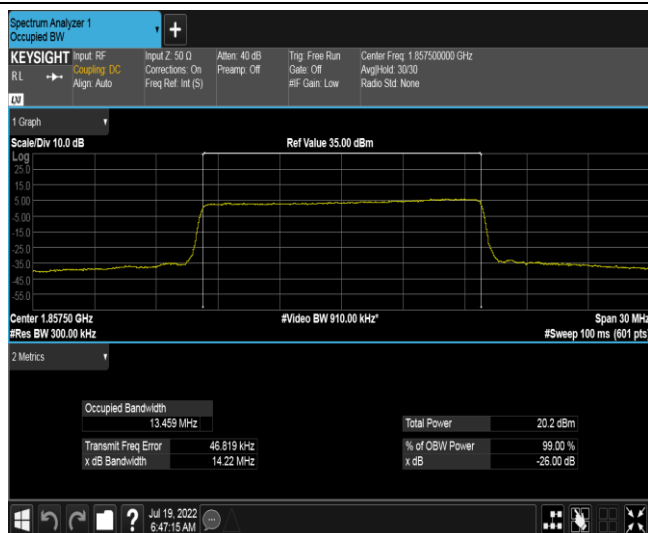 Spectrum Analyzer 1
Occupied BW
+
KEYSIGHT
RL
Input: RF
Coupling: DC
Align: Auto
Input Z: 50 Ω
Corrections: On
Freq Ref: Int (S)
Atten: 40 dB
Preamp: Off
Trig: Free Run
Gate: Off
#IF Gain: Low
Center Freq: 1.857500000 GHz
Avg|Hold: 30/30
Radio Std: None
LXI
1 Graph
Scale/Div 10.0 dB
Ref Value 35.00 dBm
Log
25.0
15.0
5.00
-5.00
-15.0
-25.0
-35.0
-45.0
-55.0
Center 1.85750 GHz
#Video BW 910.00 kHz*
Span 30 MHz
#Res BW 300.00 kHz
#Sweep 100 ms (601 pts)
2 Metrics
Occupied Bandwidth
13.459 MHz
Total Power 20.2 dBm
Transmit Freq Error 46.819 kHz
% of OBW Power 99.00 %
x dB Bandwidth 14.22 MHz
x dB -26.00 dB
?
Jul 19, 2022
6:47:15 AM